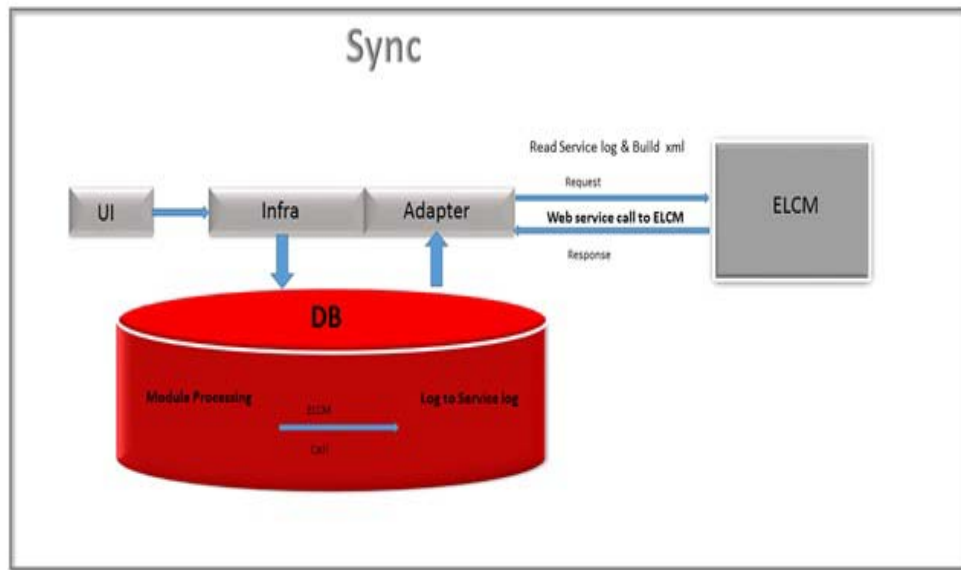 Sync
Read Service log & Build xml
Request
UI
Infra
Adapter
Web service call to ELCM
ELCM
Response
DB
Module Processing
Log to Service log
ELCM
Call